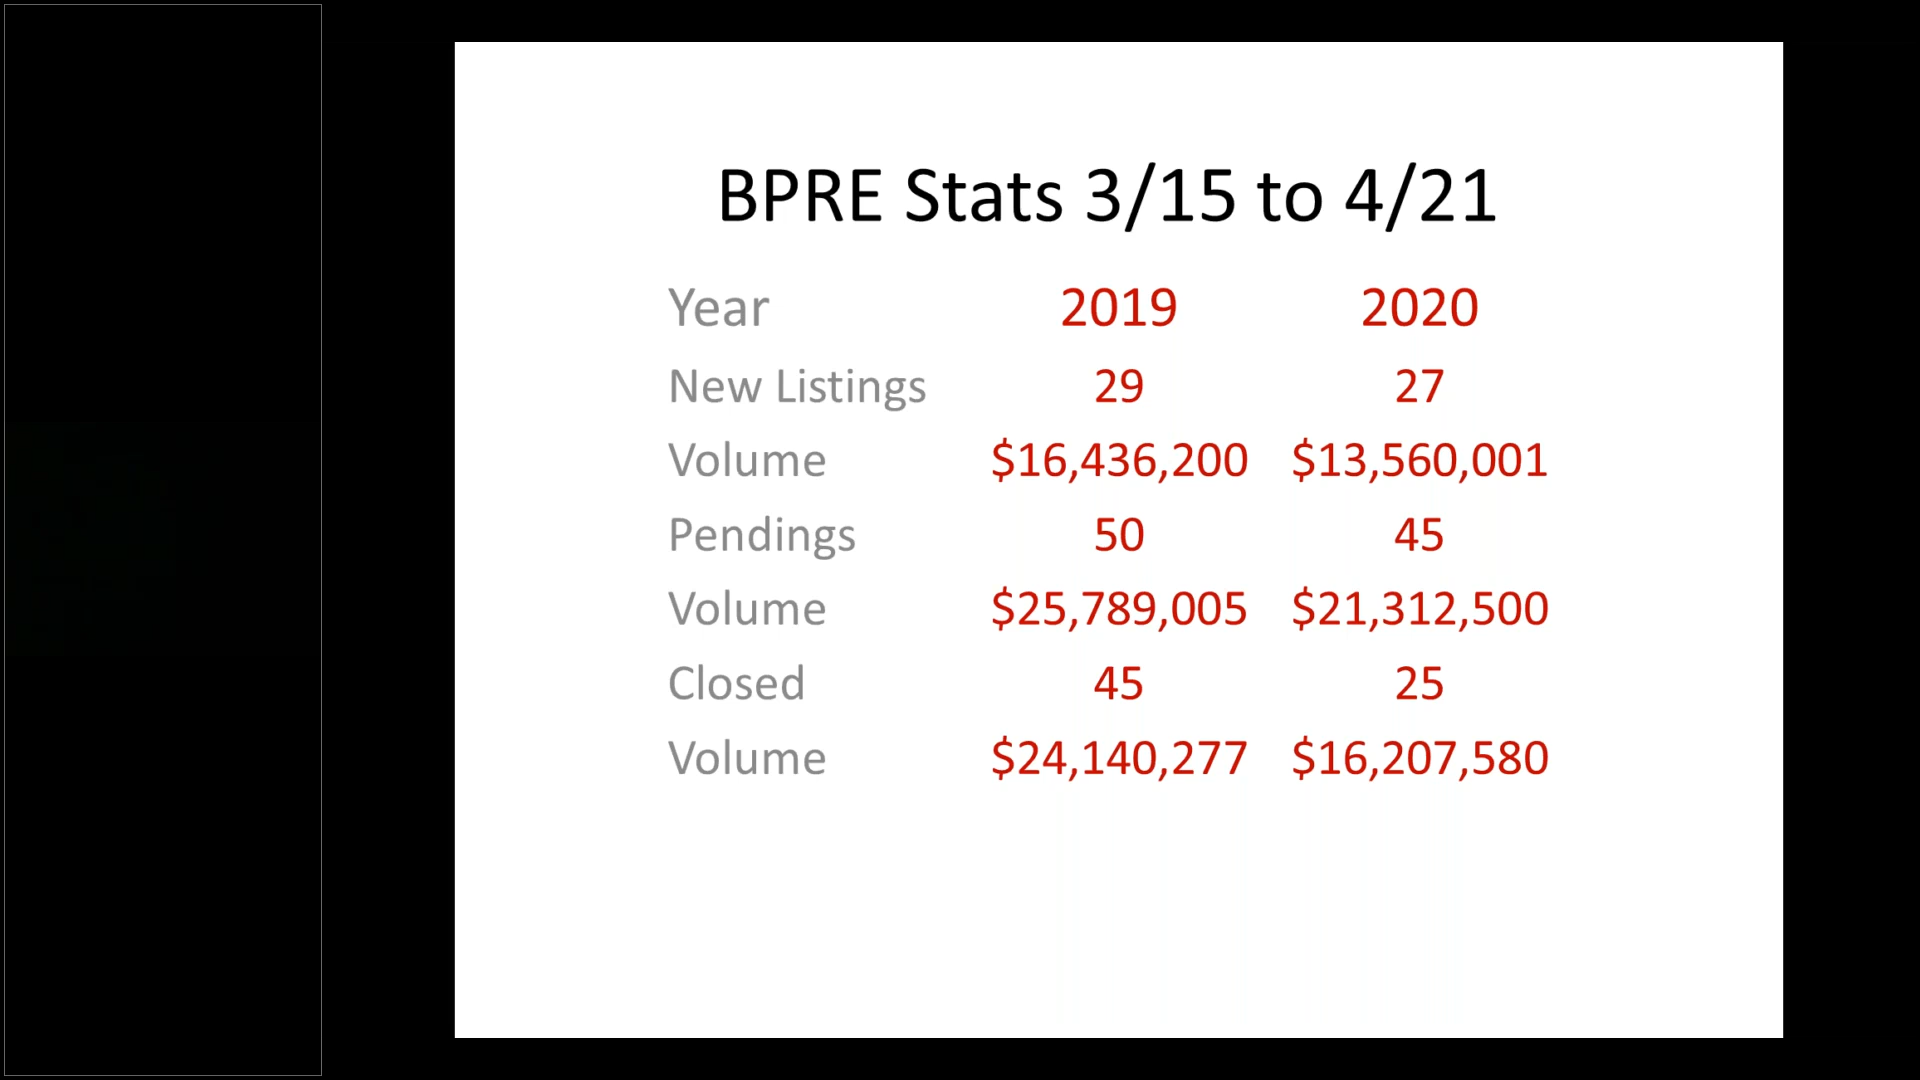 BPRE Stats 3/15 to 4/21
Year 2019 2020
New Listings 29 27
Volume $16,436,200 $13,560,001
Pendings 50 45
Volume $25,789,005 $21,312,500
Closed 45 25
Volume $24,140,277 $16,207,580